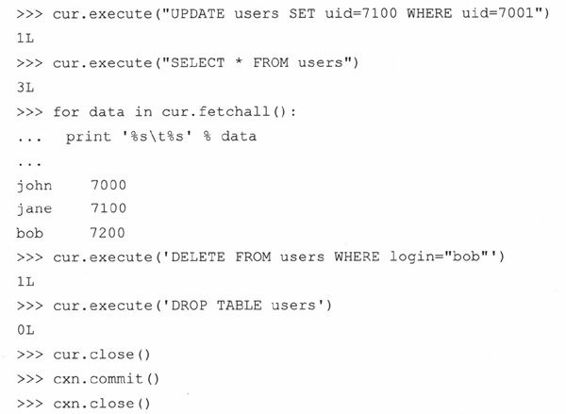 >>> cur.execute("UPDATE users SET uid=7100 WHERE uid=7001")
1L
>>> cur.execute("SELECT * FROM users")
3L
>>> for data in cur.fetchall():
...   print '%s\t%s' % data
...
john    7000
jane    7100
bob     7200
>>> cur.execute('DELETE FROM users WHERE login="bob"')
1L
>>> cur.execute('DROP TABLE users')
0L
>>> cur.close()
>>> cxn.commit()
>>> cxn.close()